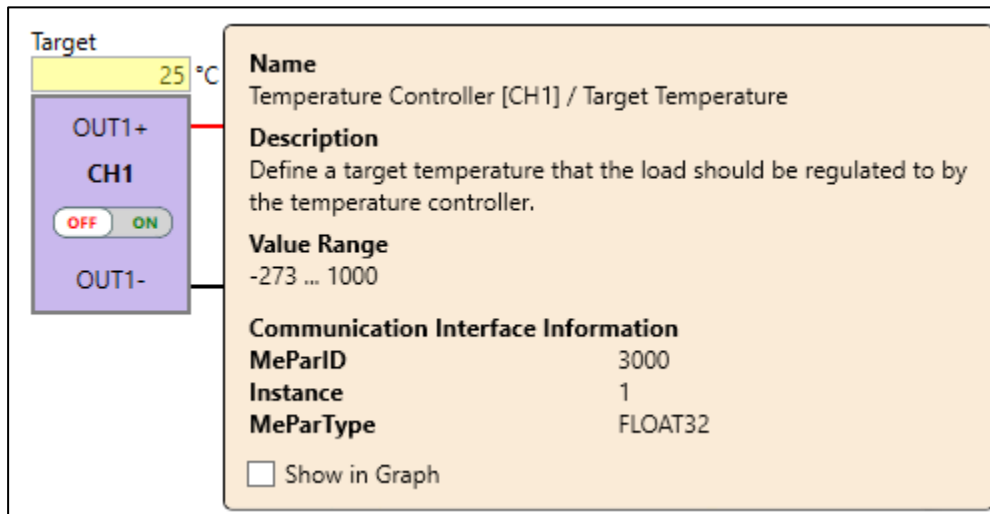 Target
25 °C
OUT1+
CH1
OFF ON
OUT1-
Name
Temperature Controller [CH1] / Target Temperature
Description
Define a target temperature that the load should be regulated to by
the temperature controller.
Value Range
-273 ... 1000
Communication Interface Information
MeParID 3000
Instance 1
MeParType FLOAT32
Show in Graph